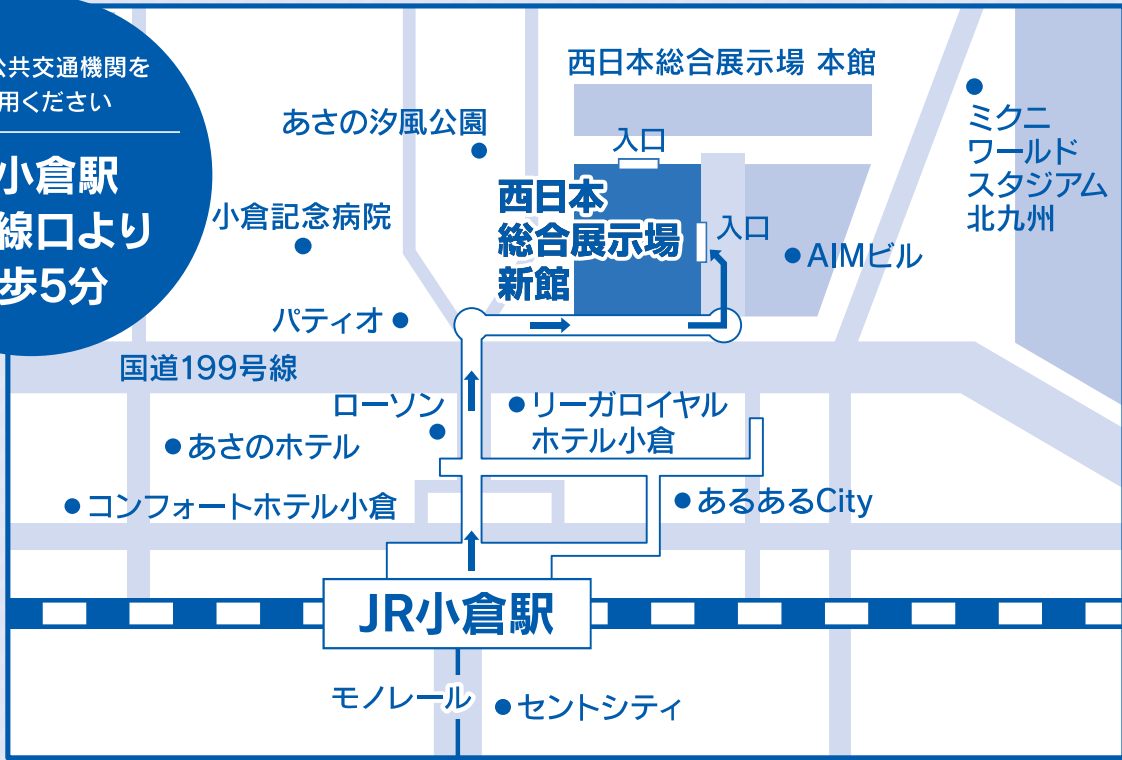 公共交通機関を
用ください
小倉駅
線口より
歩5分
西日本総合展示場 本館
あさの汐風公園
入口
ミクニ
ワールド
スタジアム
北九州
西日本
総合展示場
新館
小倉記念病院
入口
AIMビル
パティオ
国道199号線
ローソン
リーガロイヤル
ホテル小倉
あさのホテル
コンフォートホテル小倉
あるあるCity
JR小倉駅
モノレール
セントシティ